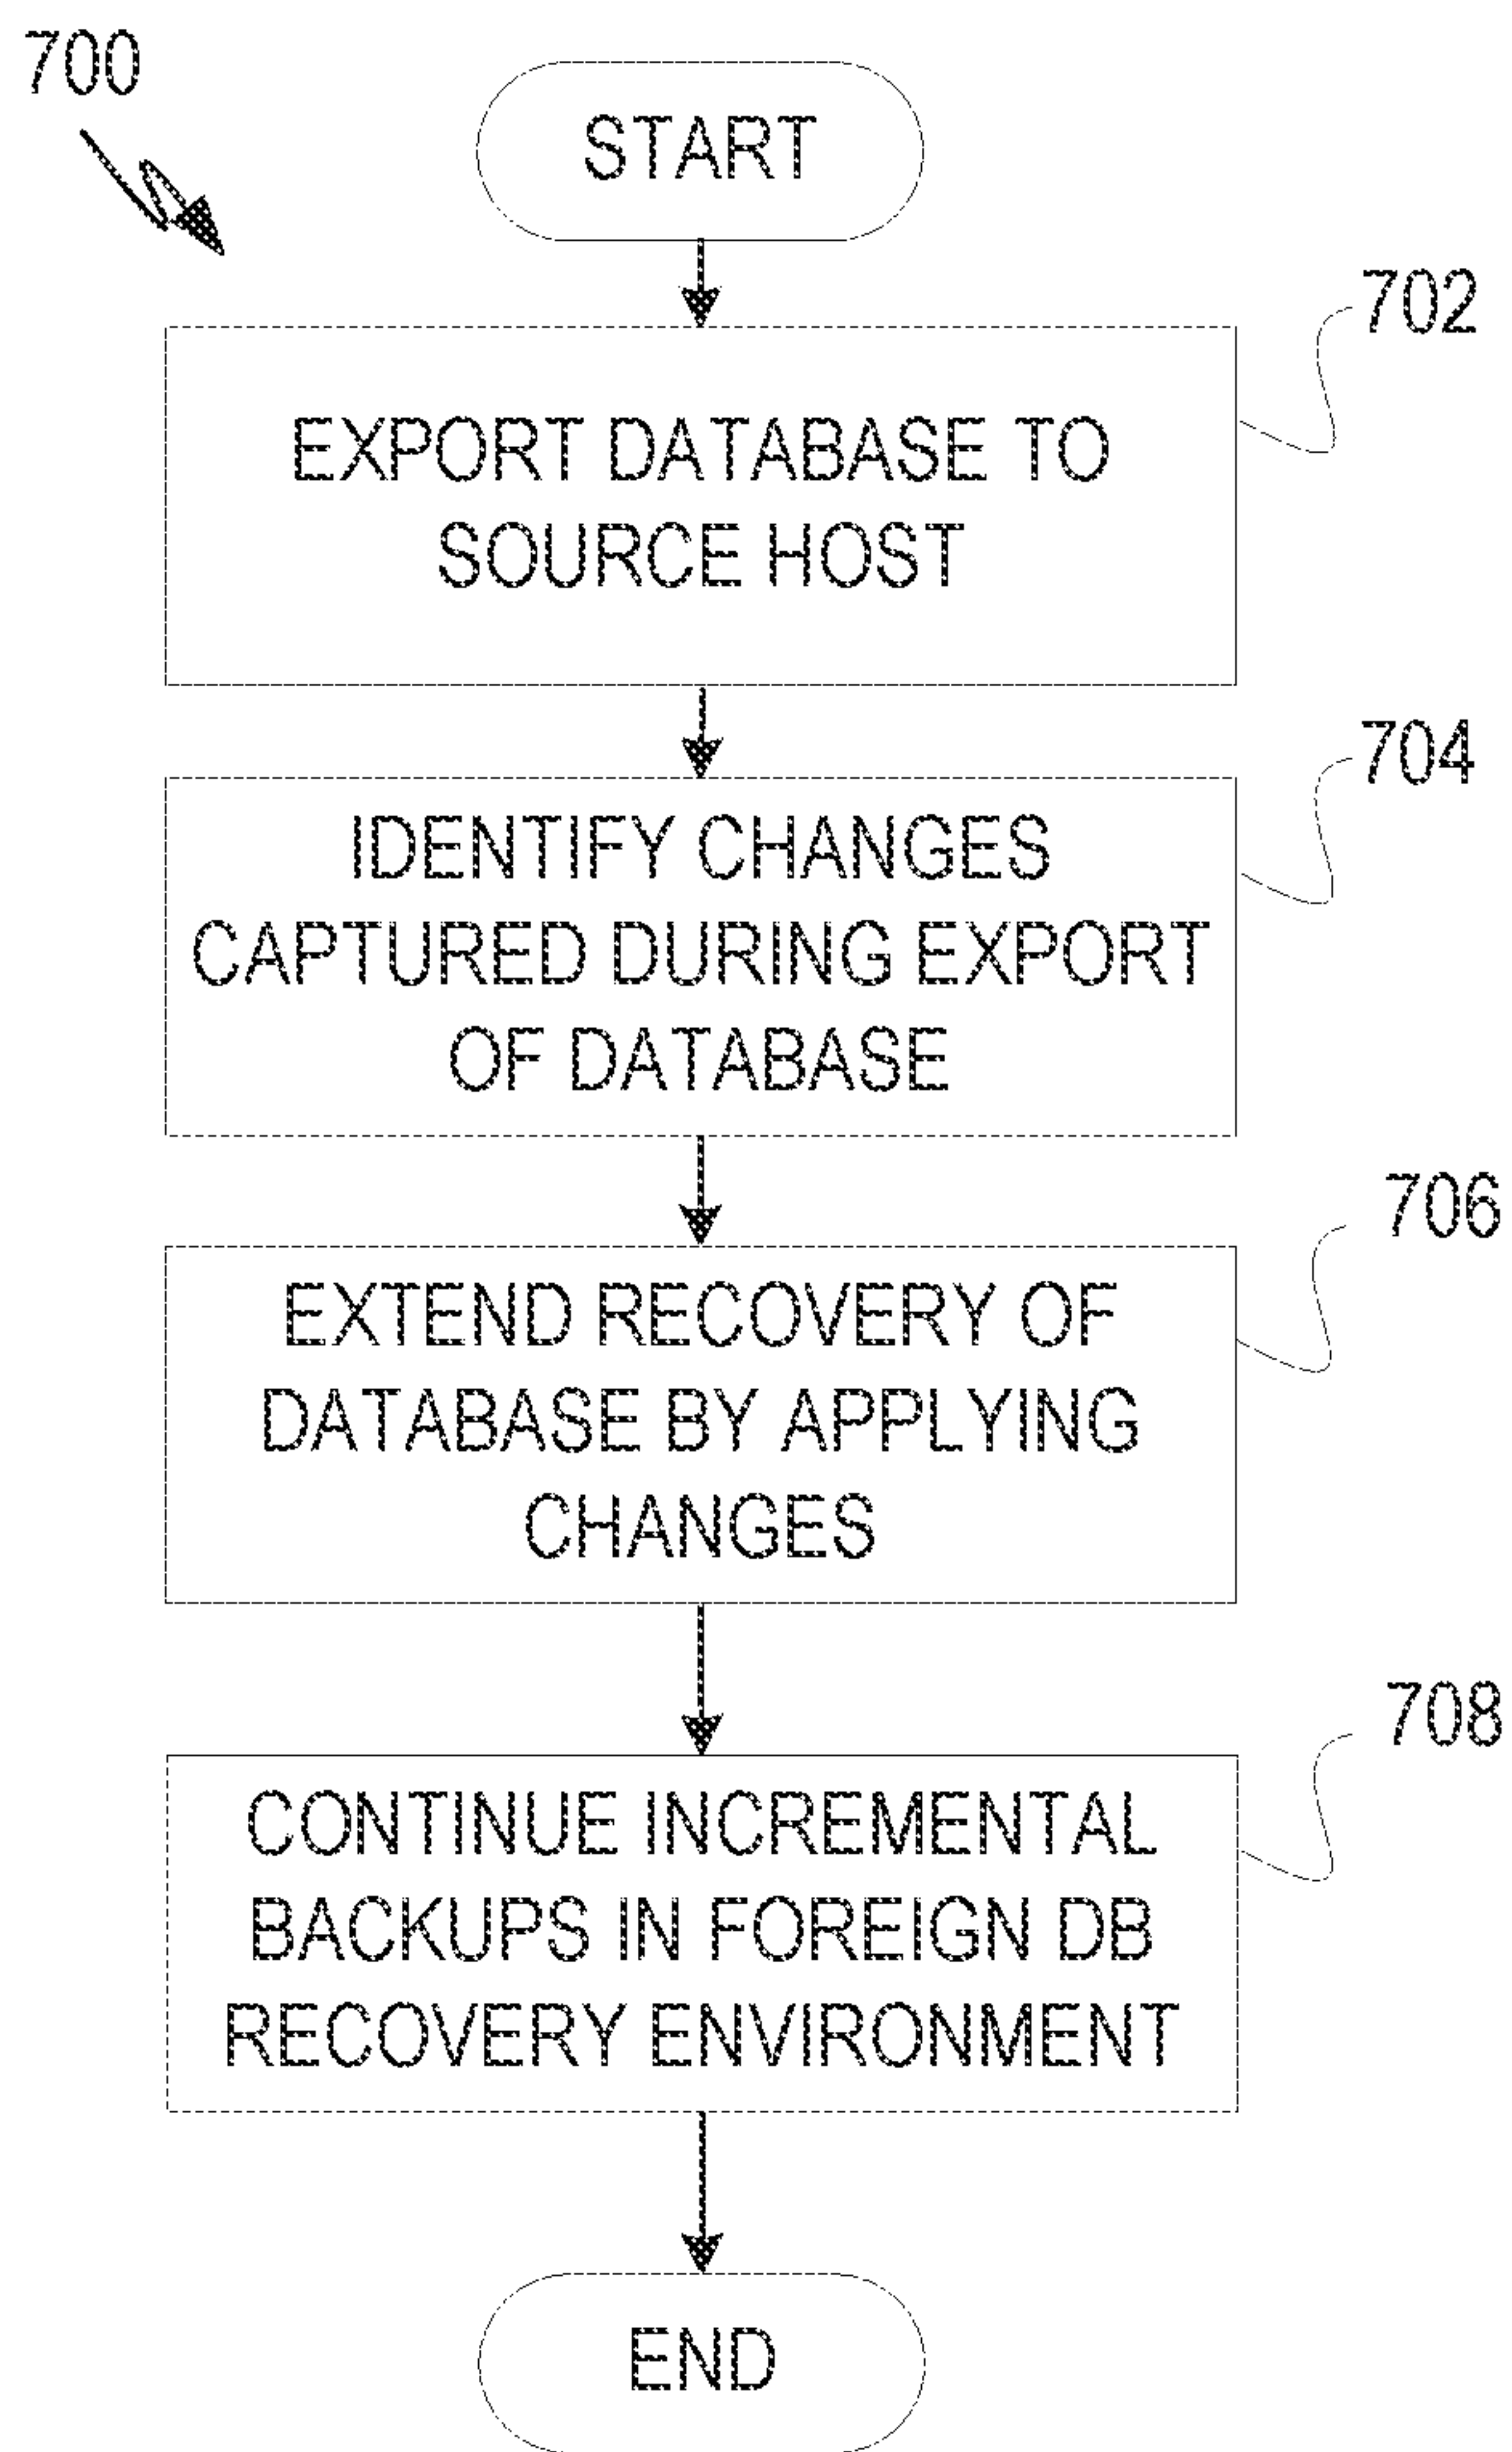 700
START
702
EXPORT DATABASE TO
SOURCE HOST
704
IDENTIFY CHANGES
CAPTURED DURING EXPORT
OF DATABASE
706
EXTEND RECOVERY OF
DATABASE BY APPLYING
CHANGES
708
CONTINUE INCREMENTAL
BACKUPS IN FOREIGN DB
RECOVERY ENVIRONMENT
END